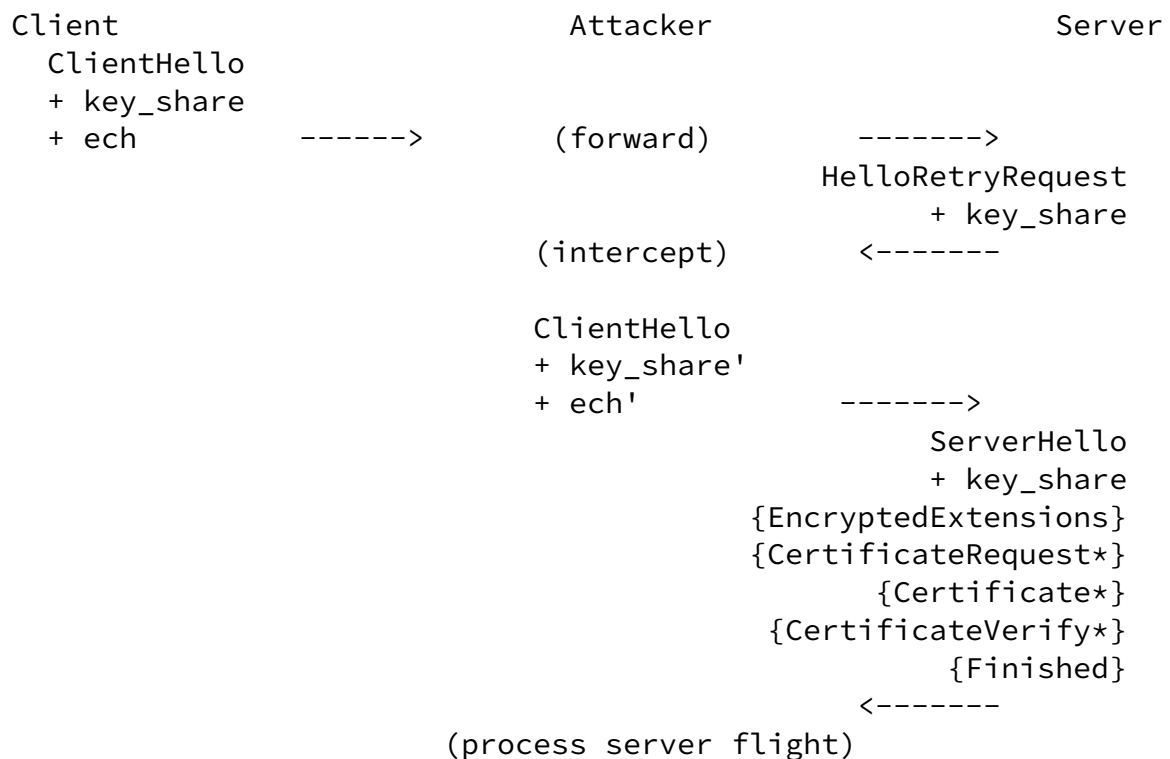 Client Attacker Server
ClientHello
+ key_share
+ ech ------> (forward) ------->
HelloRetryRequest
+ key_share
(intercept) <-------
ClientHello
+ key_share'
+ ech' ------->
ServerHello
+ key_share
{EncryptedExtensions}
{CertificateRequest*}
{Certificate*}
{CertificateVerify*}
{Finished}
<-------
(process server flight)